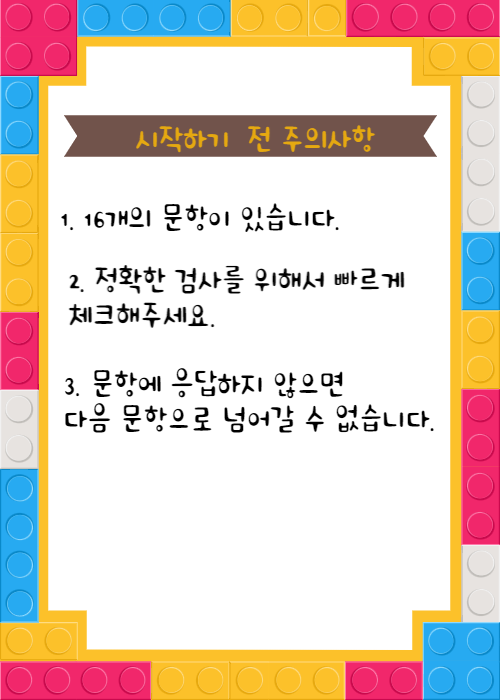 시작하기 전 주의사항
1. 16개의 문항이 있습니다.
2. 정확한 검사를 위해서 빠르게
체크해주세요.
3. 문항에 응답하지 않으면
다음 문항으로 넘어갈 수 없습니다.